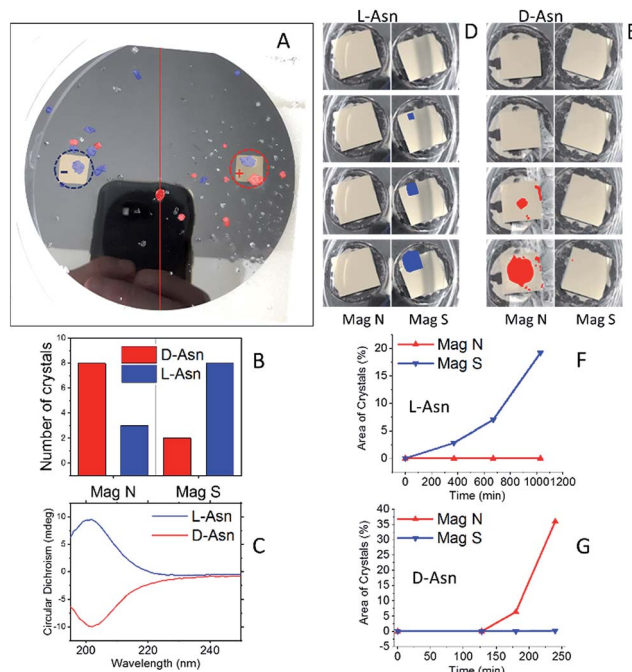 A
-
+
L-Asn
D
D-Asn
Mag N
Mag S
Mag N
Mag S
B
Number of crystals
8
6
4
2
0
D-Asn
L-Asn
Mag N
Mag S
C
Circular Dichroism (mdeg)
10
5
0
-5
-10
L-Asn
D-Asn
200
220
240
Wavelength (nm)
F
Area of Crystals (%)
20
15
10
5
0
Mag N
Mag S
L-Asn
0 200 400 600 800 1000 1200
Time (min)
G
Area of Crystals (%)
35
30
25
20
15
10
5
0
Mag N
Mag S
D-Asn
0 50 100 150 200 250
Time (min)